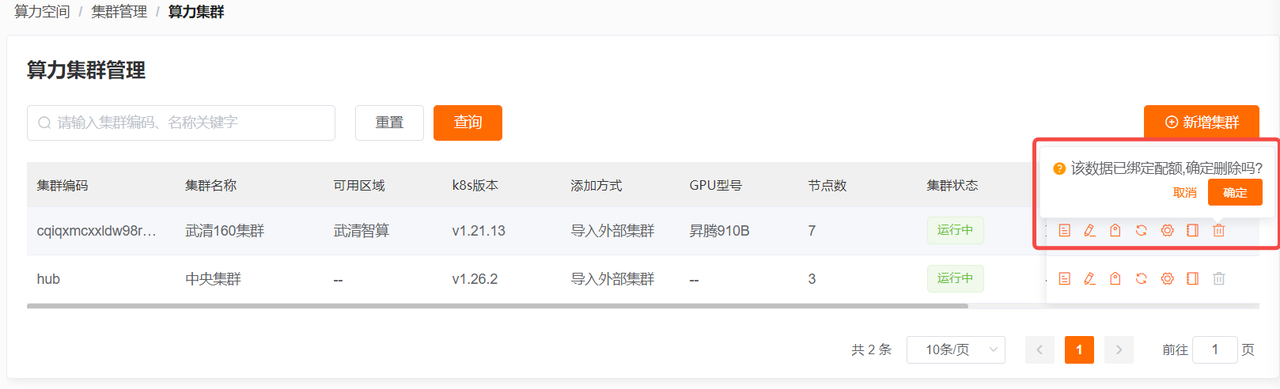 算力空间 / 集群管理 / 算力集群
算力集群管理
请输入集群编码、名称关键字
重置
查询
新增集群
该数据已绑定配额,确定删除吗?
取消
确定
集群编码 集群名称 可用区域 k8s版本 添加方式 GPU型号 节点数 集群状态
cqiqxmcxxldw98r... 武清160集群 武清智算 v1.21.13 导入外部集群 昇腾910B 7 运行中
hub 中央集群 -- v1.26.2 导入外部集群 -- 3 运行中
共 2 条 10条/页 1 前往 1 页